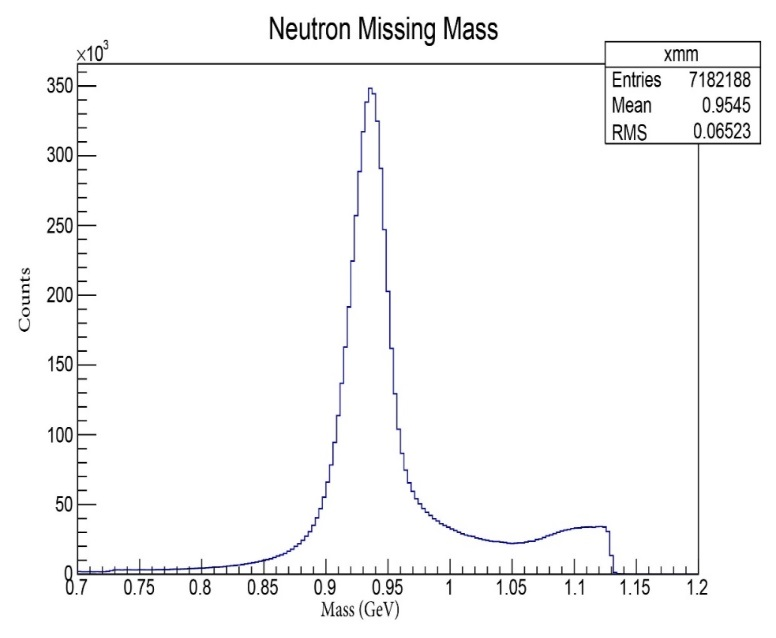 Neutron Missing Mass
×10³
xmm
Entries 7182188
Mean 0.9545
RMS 0.06523
350
300
250
200
150
100
50
0
Counts
0.7 0.75 0.8 0.85 0.9 0.95 1 1.05 1.1 1.15 1.2
Mass (GeV)